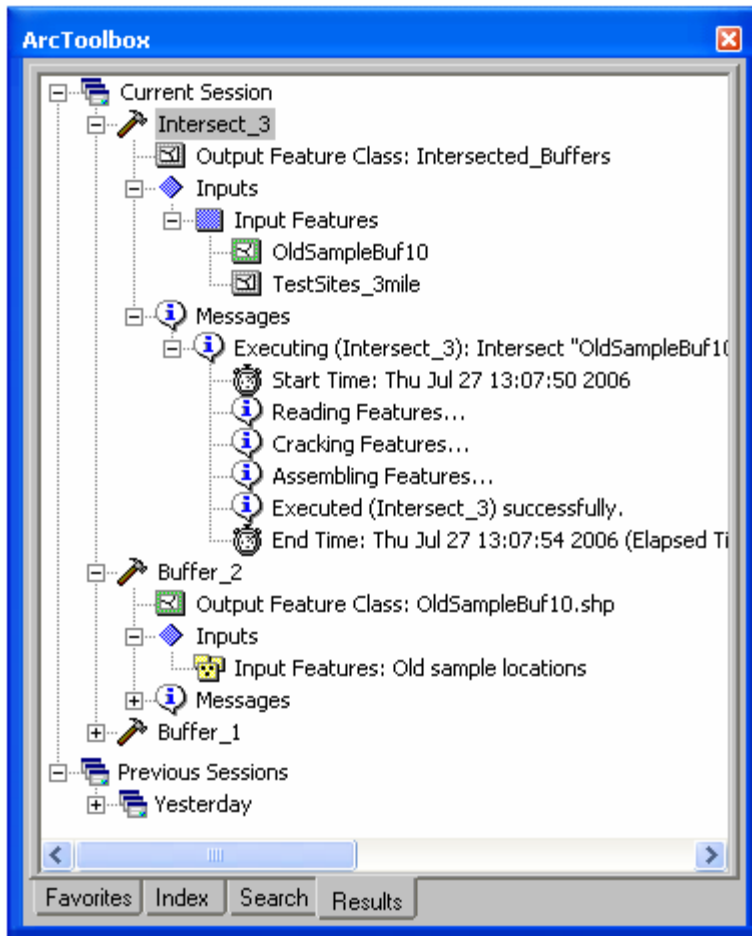 ArcToolbox
Current Session
Intersect_3
Output Feature Class: Intersected_Buffers
Inputs
Input Features
OldSampleBuf10
TestSites_3mile
Messages
Executing (Intersect_3): Intersect "OldSampleBuf10
Start Time: Thu Jul 27 13:07:50 2006
Reading Features...
Cracking Features...
Assembling Features...
Executed (Intersect_3) successfully.
End Time: Thu Jul 27 13:07:54 2006 (Elapsed Ti
Buffer_2
Output Feature Class: OldSampleBuf10.shp
Inputs
Input Features: Old sample locations
Messages
Buffer_1
Previous Sessions
Yesterday
Favorites Index Search Results